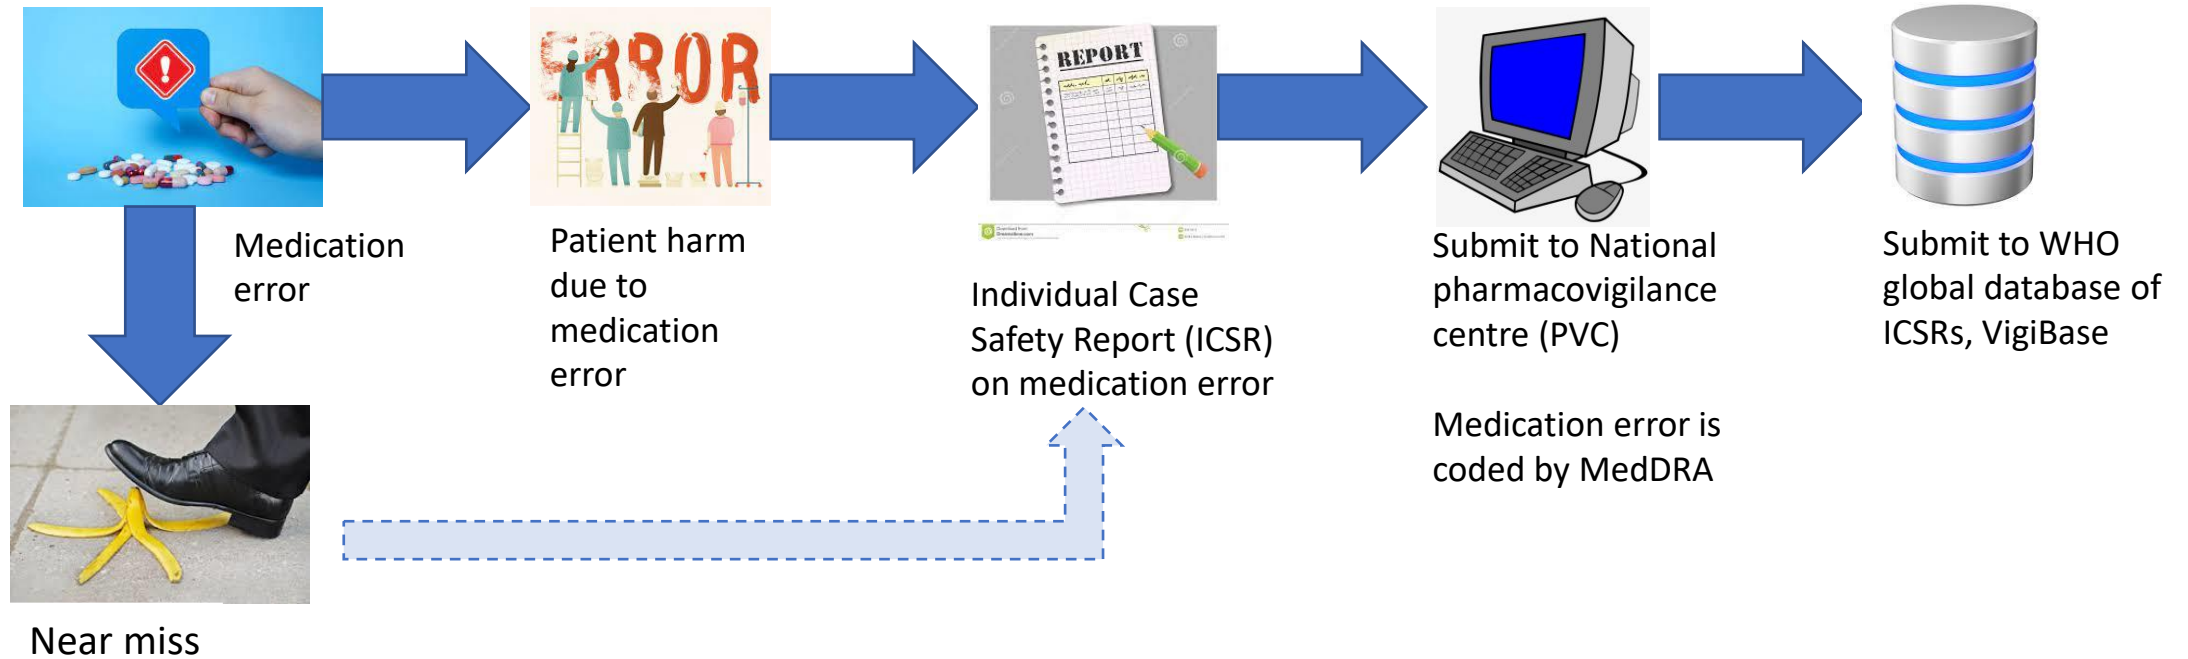 ERROR
REPORT
Medication
error
Patient harm
due to
medication
error
Individual Case
Safety Report (ICSR)
on medication error
Submit to National
pharmacovigilance
centre (PVC)
Medication error is
coded by MedDRA
Submit to WHO
global database of
ICSRs, VigiBase
Near miss